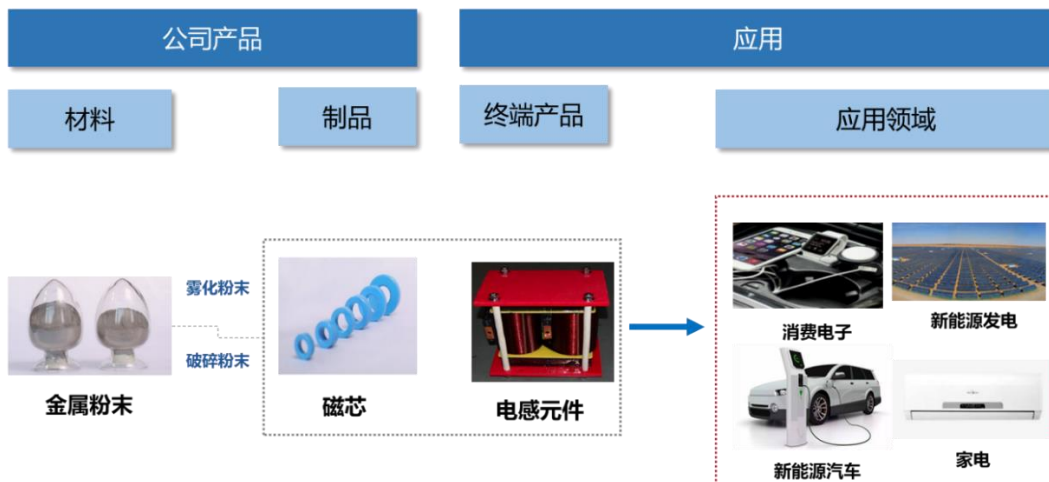 公司产品
应用
材料
制品
终端产品
应用领域
雾化粉末
破碎粉末
金属粉末
磁芯
电感元件
消费电子
新能源发电
新能源汽车
家电